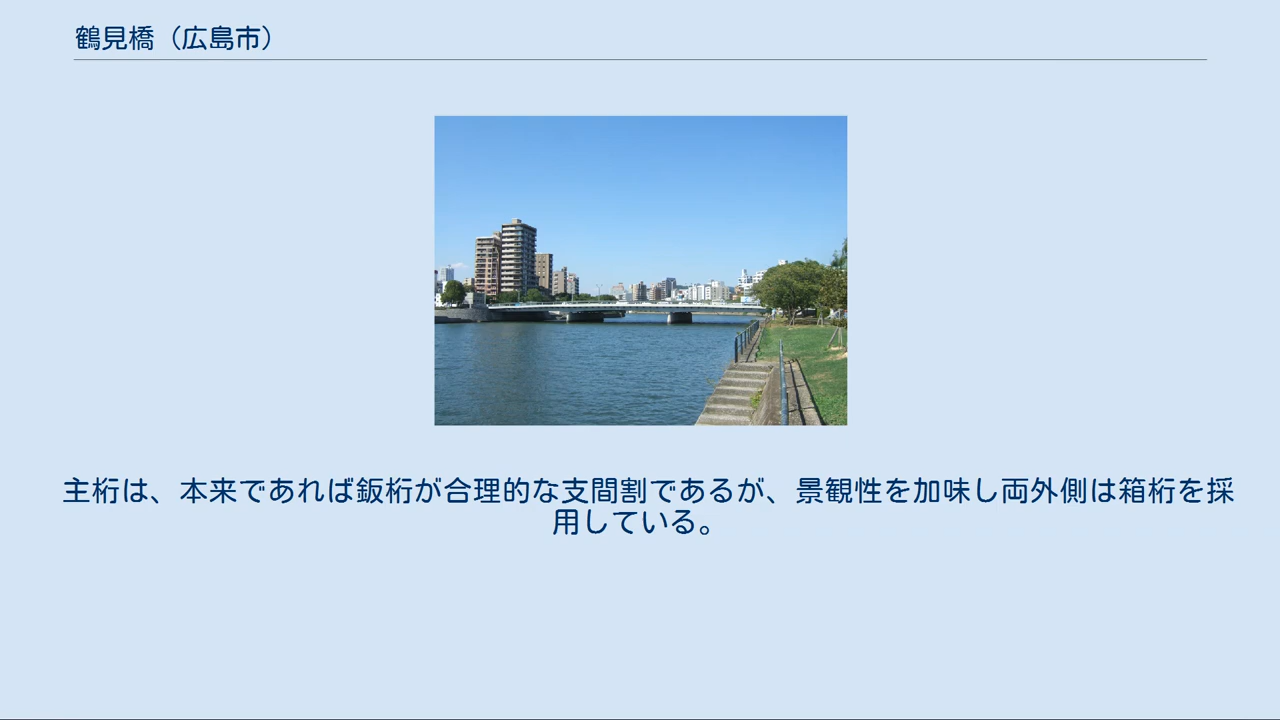 鶴見橋（広島市）
主桁は、本来であれば鈑桁が合理的な支間割であるが、景観性を加味し両外側は箱桁を採
用している。